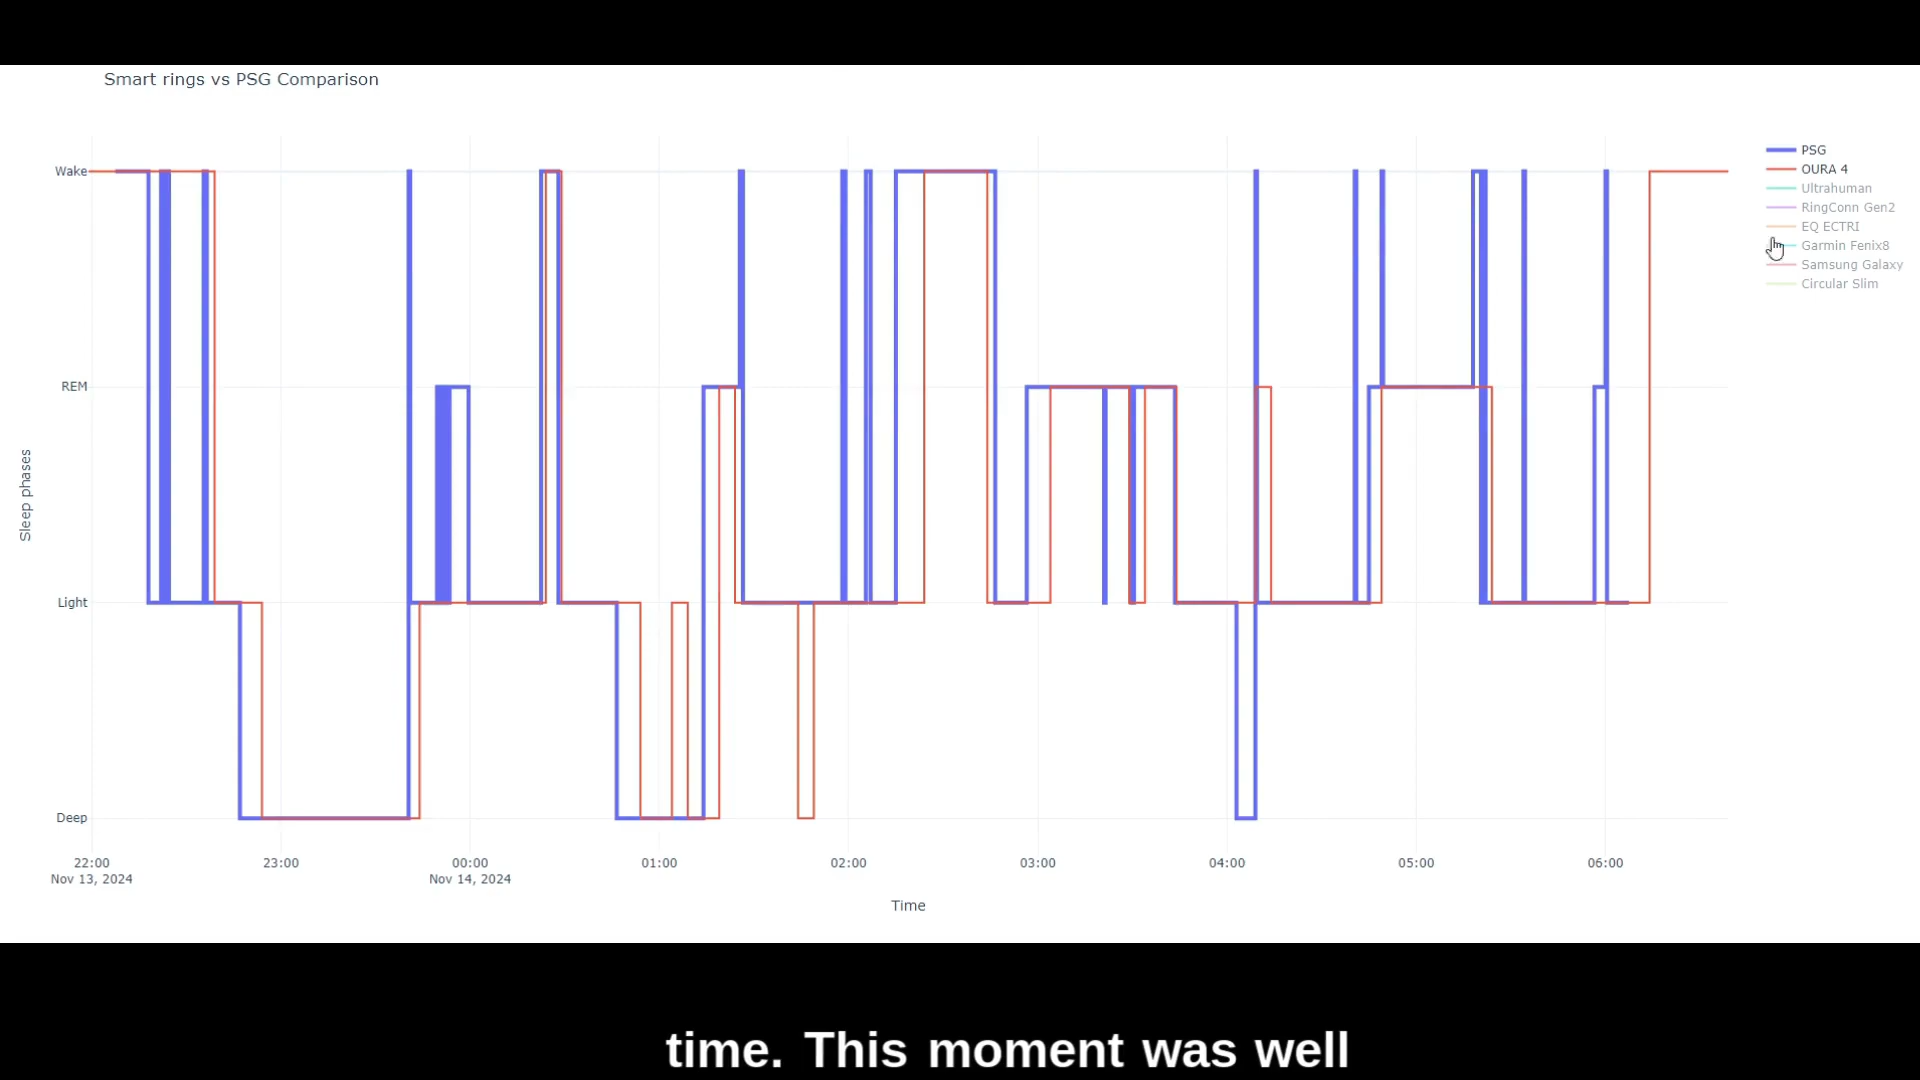 Smart rings vs PSG Comparison
PSG
OURA 4
Ultrahuman
RingConn Gen2
EQ ECTRI
Garmin Fenix8
Samsung Galaxy
Circular Slim
Wake
REM
Light
Deep
Sleep phases
22:00 23:00 00:00 01:00 02:00 03:00 04:00 05:00 06:00
Nov 13, 2024 Nov 14, 2024
Time
time. This moment was well